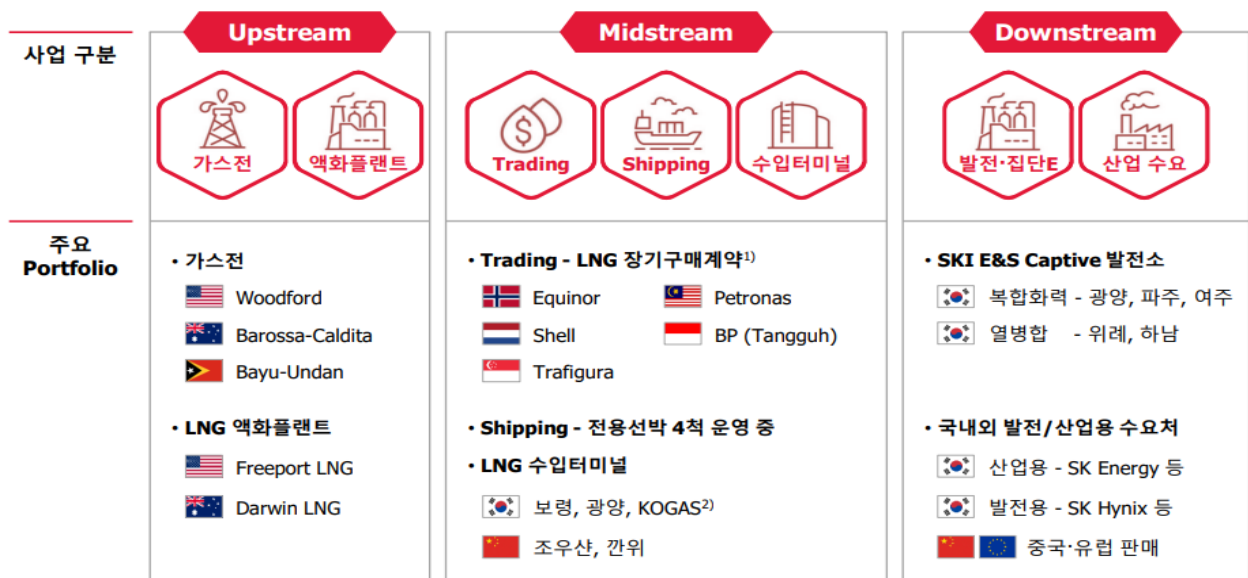 사업 구분
Upstream
가스전
액화플랜트
Midstream
Trading
Shipping
수입터미널
Downstream
발전·집단E
산업 수요
주요
Portfolio
• 가스전
Woodford
Barossa-Caldita
Bayu-Undan
• LNG 액화플랜트
Freeport LNG
Darwin LNG
• Trading - LNG 장기구매계약1)
Equinor
Petronas
Shell
BP (Tangguh)
Trafigura
• Shipping - 전용선박 4척 운영 중
• LNG 수입터미널
보령, 광양, KOGAS2)
조우샨, 깐위
• SKI E&S Captive 발전소
복합화력 - 광양, 파주, 여주
열병합 - 위례, 하남
• 국내외 발전/산업용 수요처
산업용 - SK Energy 등
발전용 - SK Hynix 등
중국·유럽 판매